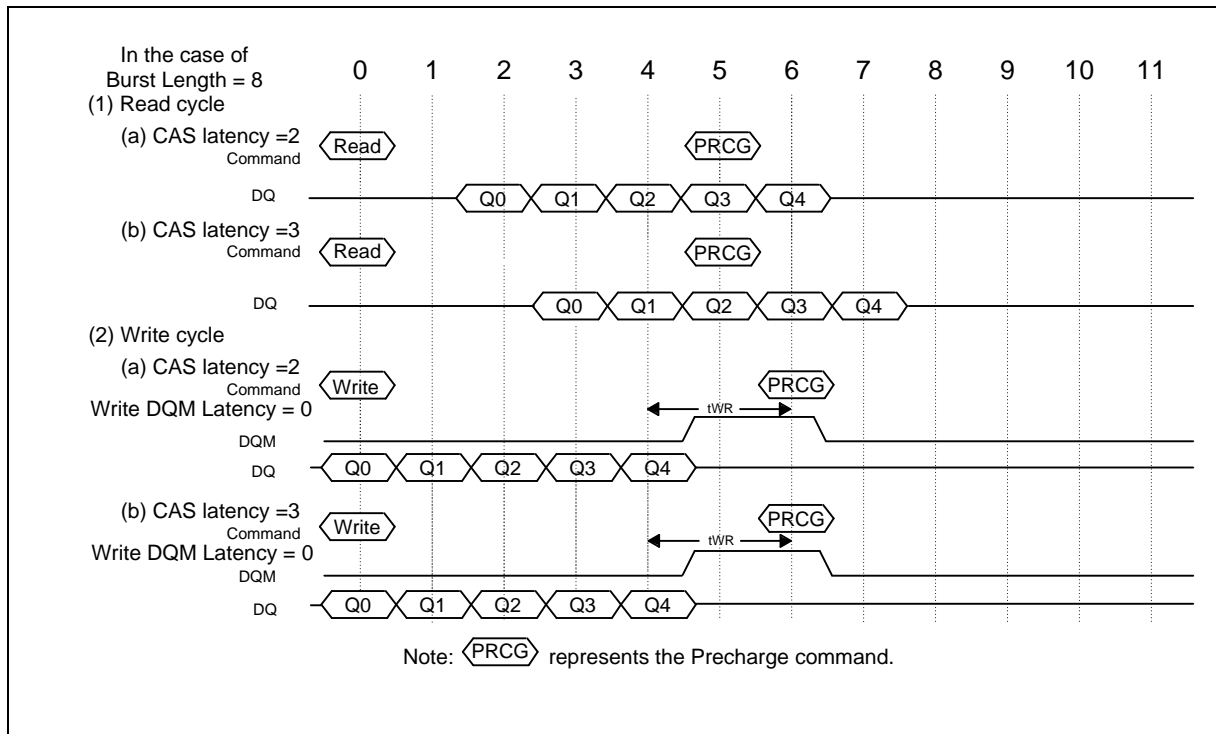 In the case of
Burst Length = 8
0 1 2 3 4 5 6 7 8 9 10 11
(1) Read cycle
(a) CAS latency =2
Command Read PRCG
DQ Q0 Q1 Q2 Q3 Q4
(b) CAS latency =3
Command Read PRCG
DQ Q0 Q1 Q2 Q3 Q4
(2) Write cycle
(a) CAS latency =2
Command Write PRCG
Write DQM Latency = 0 tWR
DQM
DQ Q0 Q1 Q2 Q3 Q4
(b) CAS latency =3
Command Write PRCG
Write DQM Latency = 0 tWR
DQM
DQ Q0 Q1 Q2 Q3 Q4
Note: PRCG represents the Precharge command.